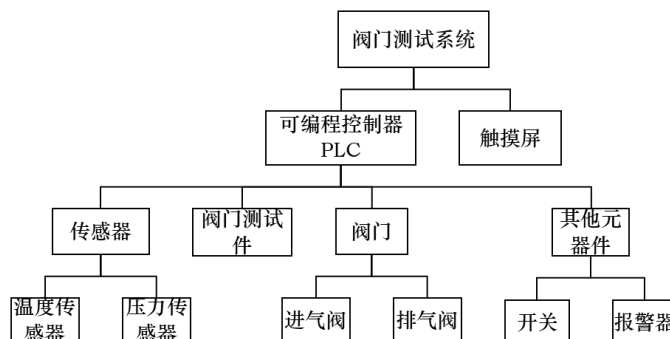 阀门测试系统
可编程控制器
PLC
触摸屏
传感器
阀门测试
件
阀门
其他元
器件
温度传
感器
压力传
感器
进气阀
排气阀
开关
报警器